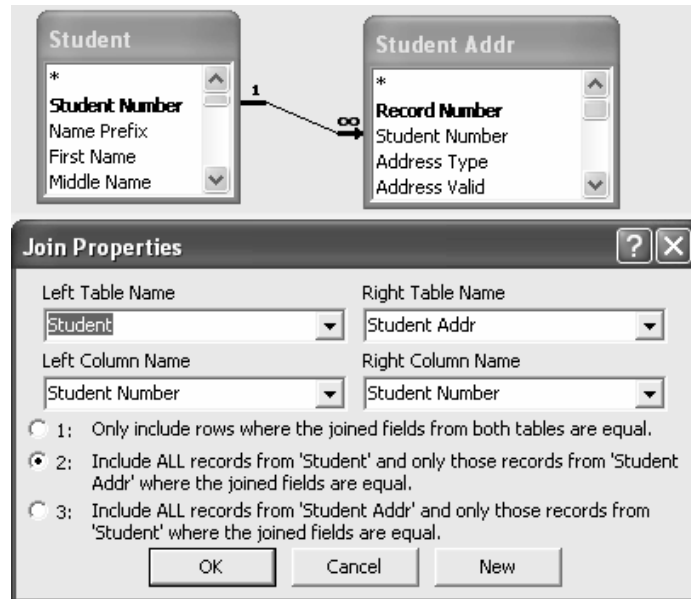 Student
*
Student Number
Name Prefix
First Name
Middle Name
1
∞
Student Addr
*
Record Number
Student Number
Address Type
Address Valid
Join Properties
Left Table Name
Right Table Name
Student
Student Addr
Left Column Name
Right Column Name
Student Number
Student Number
1: Only include rows where the joined fields from both tables are equal.
2: Include ALL records from 'Student' and only those records from 'Student
Addr' where the joined fields are equal.
3: Include ALL records from 'Student Addr' and only those records from
'Student' where the joined fields are equal.
OK
Cancel
New